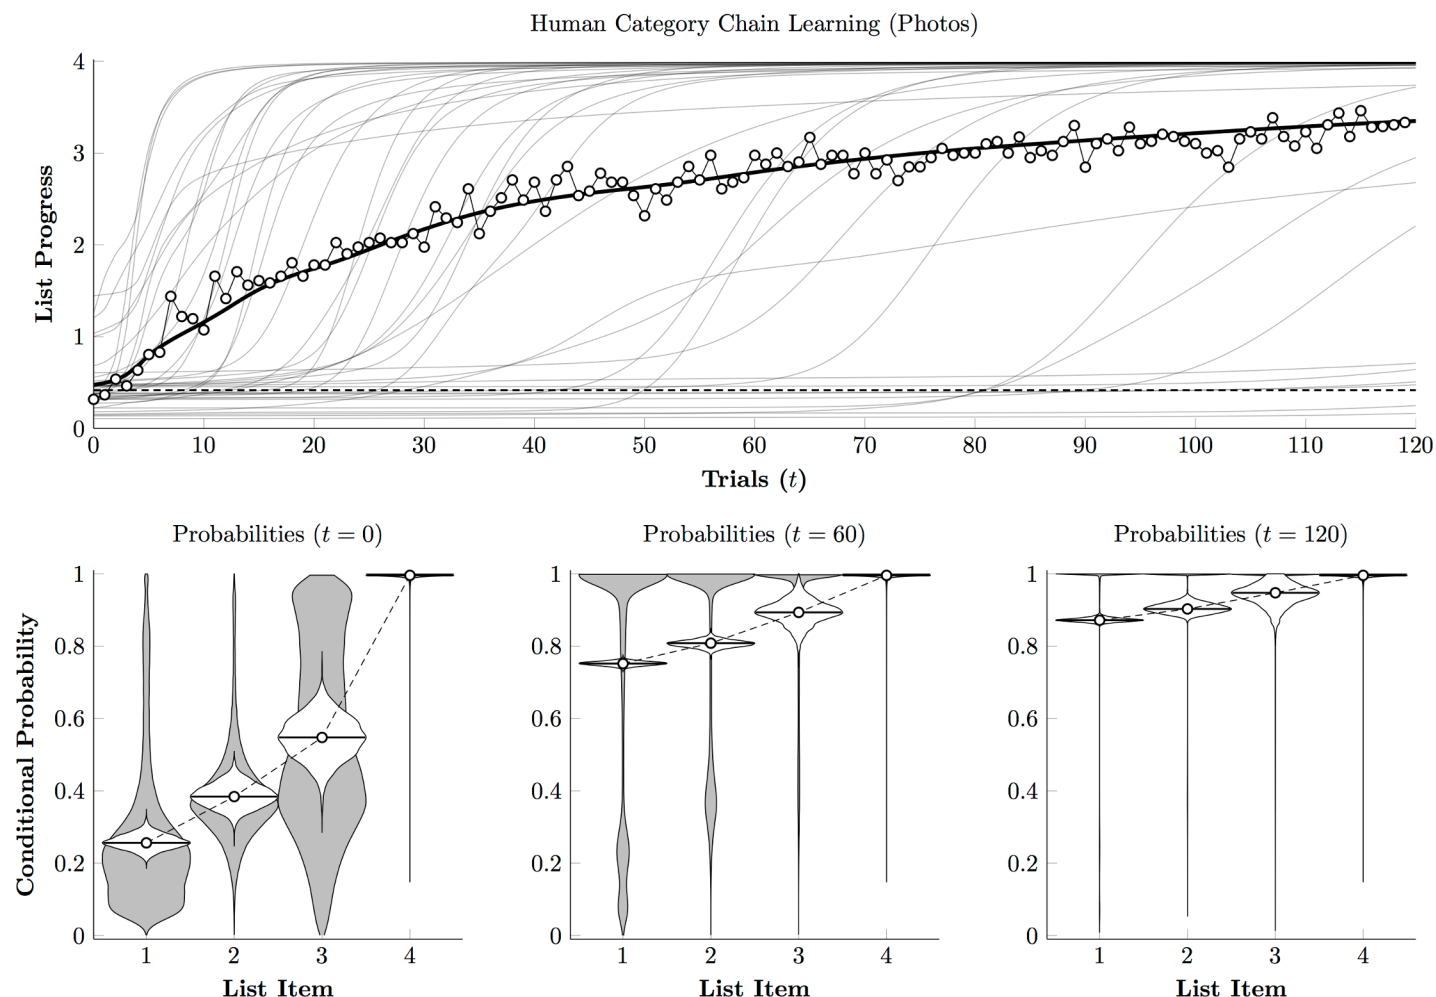 Human Category Chain Learning (Photos)
4
3
2
1
0
List Progress
0 10 20 30 40 50 60 70 80 90 100 110 120
Trials (t)
Probabilities (t = 0) Probabilities (t = 60) Probabilities (t = 120)
1 1 1
0.8 0.8 0.8
0.6 0.6 0.6
0.4 0.4 0.4
0.2 0.2 0.2
0 0 0
Conditional Probability
1 2 3 4 1 2 3 4 1 2 3 4
List Item List Item List Item